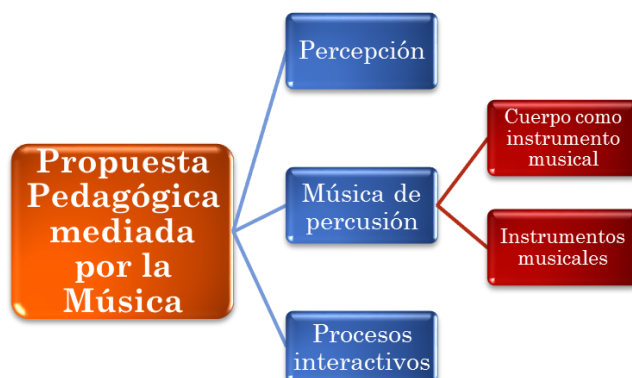 Propuesta
Pedagógica
mediada
por la
Música
Percepción
Música de
percusión
Procesos
interactivos
Cuerpo como
instrumento
musical
Instrumentos
musicales